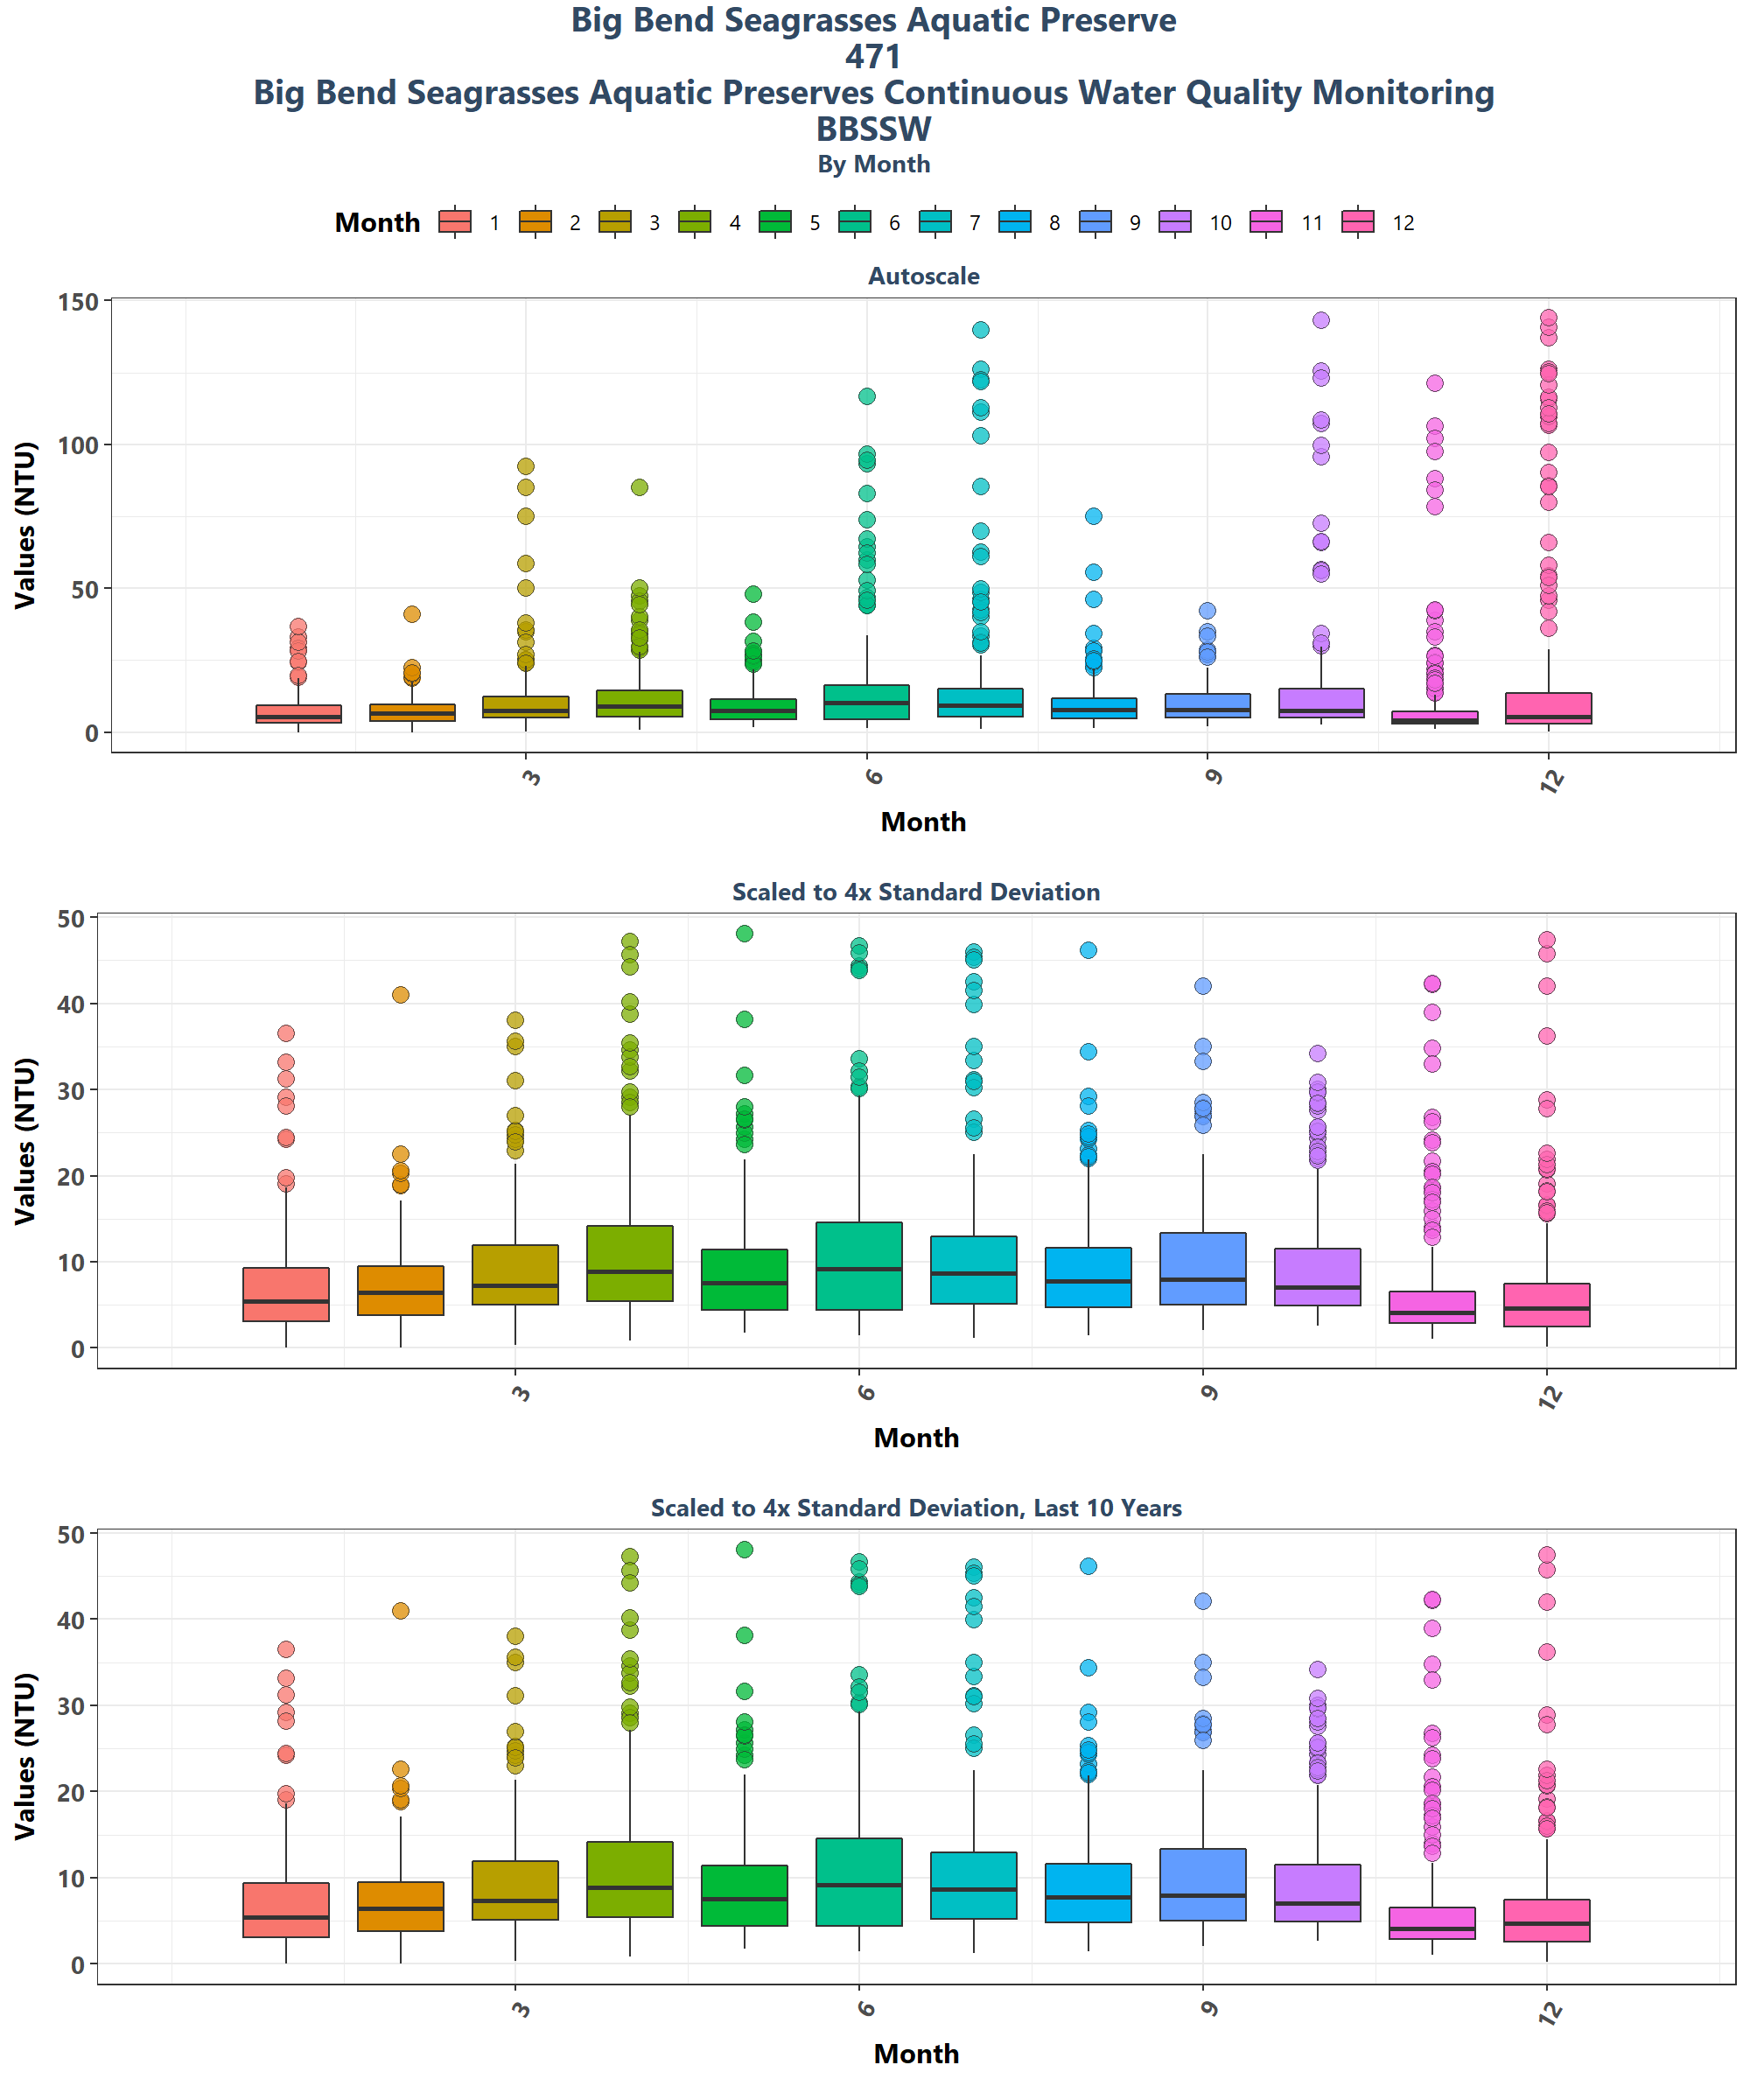 Big Bend Seagrasses Aquatic Preserve
471
Big Bend Seagrasses Aquatic Preserves Continuous Water Quality Monitoring
BBSSW
By Month
Month 1 2 3 4 5 6 7 8 9 10 11 12
Autoscale
Values (NTU)
150
100
50
0
3 6 9 12
Month
Scaled to 4x Standard Deviation
Values (NTU)
50
40
30
20
10
0
3 6 9 12
Month
Scaled to 4x Standard Deviation, Last 10 Years
Values (NTU)
50
40
30
20
10
0
3 6 9 12
Month